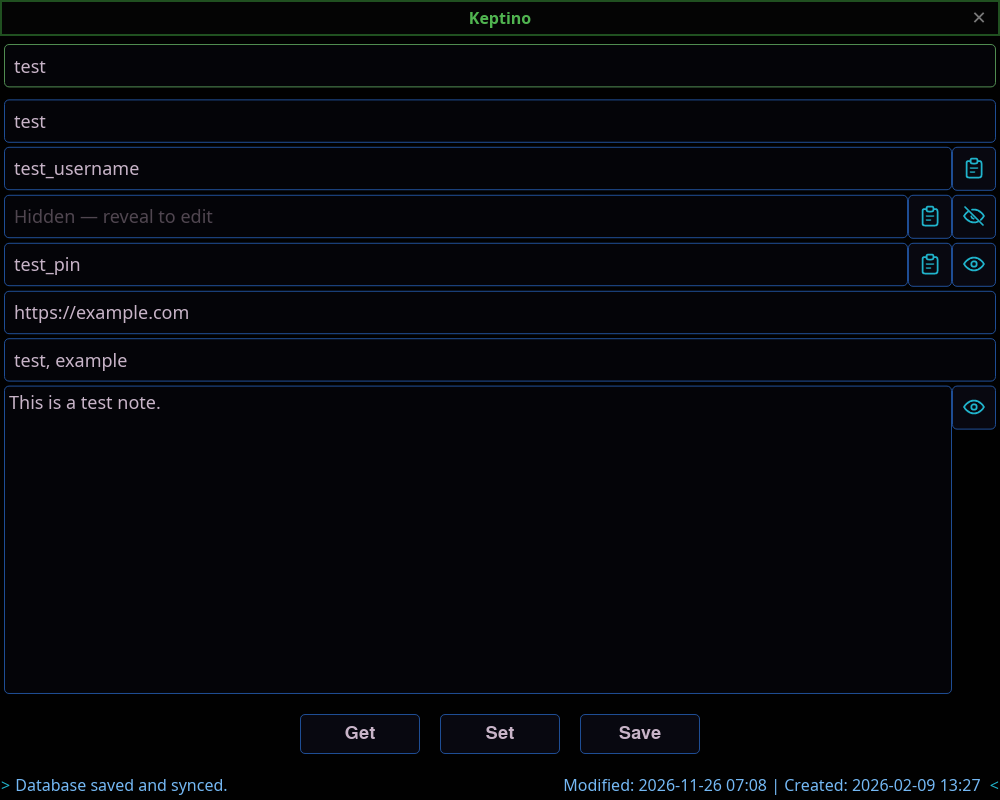 Keptino
test
test
test_username
Hidden — reveal to edit
test_pin
https://example.com
test, example
This is a test note.
Get Set Save
> Database saved and synced. Modified: 2026-11-26 07:08 | Created: 2026-02-09 13:27 <